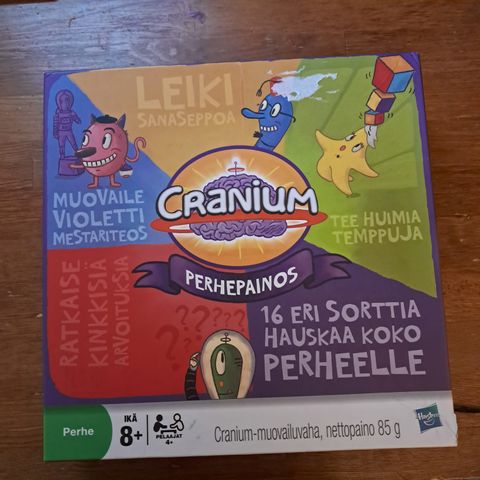 LEIKI
SANASEPPOA
MUOVAILE
VIOLETTI
MESTARITEOS
CRANIUM
PERHEPAINOS
TEE HUIMIA
TEMPPUJA
RATKAISE
KINKKISIÄ
ARVOITUKSIA
????
???
?
16 ERI SORTTIA
HAUSKAA KOKO
PERHEELLE
Perhe
IKÄ
8+
PELAAJAT
4+
Cranium-muovailuvaha, nettopaino 85 g
Hasbro